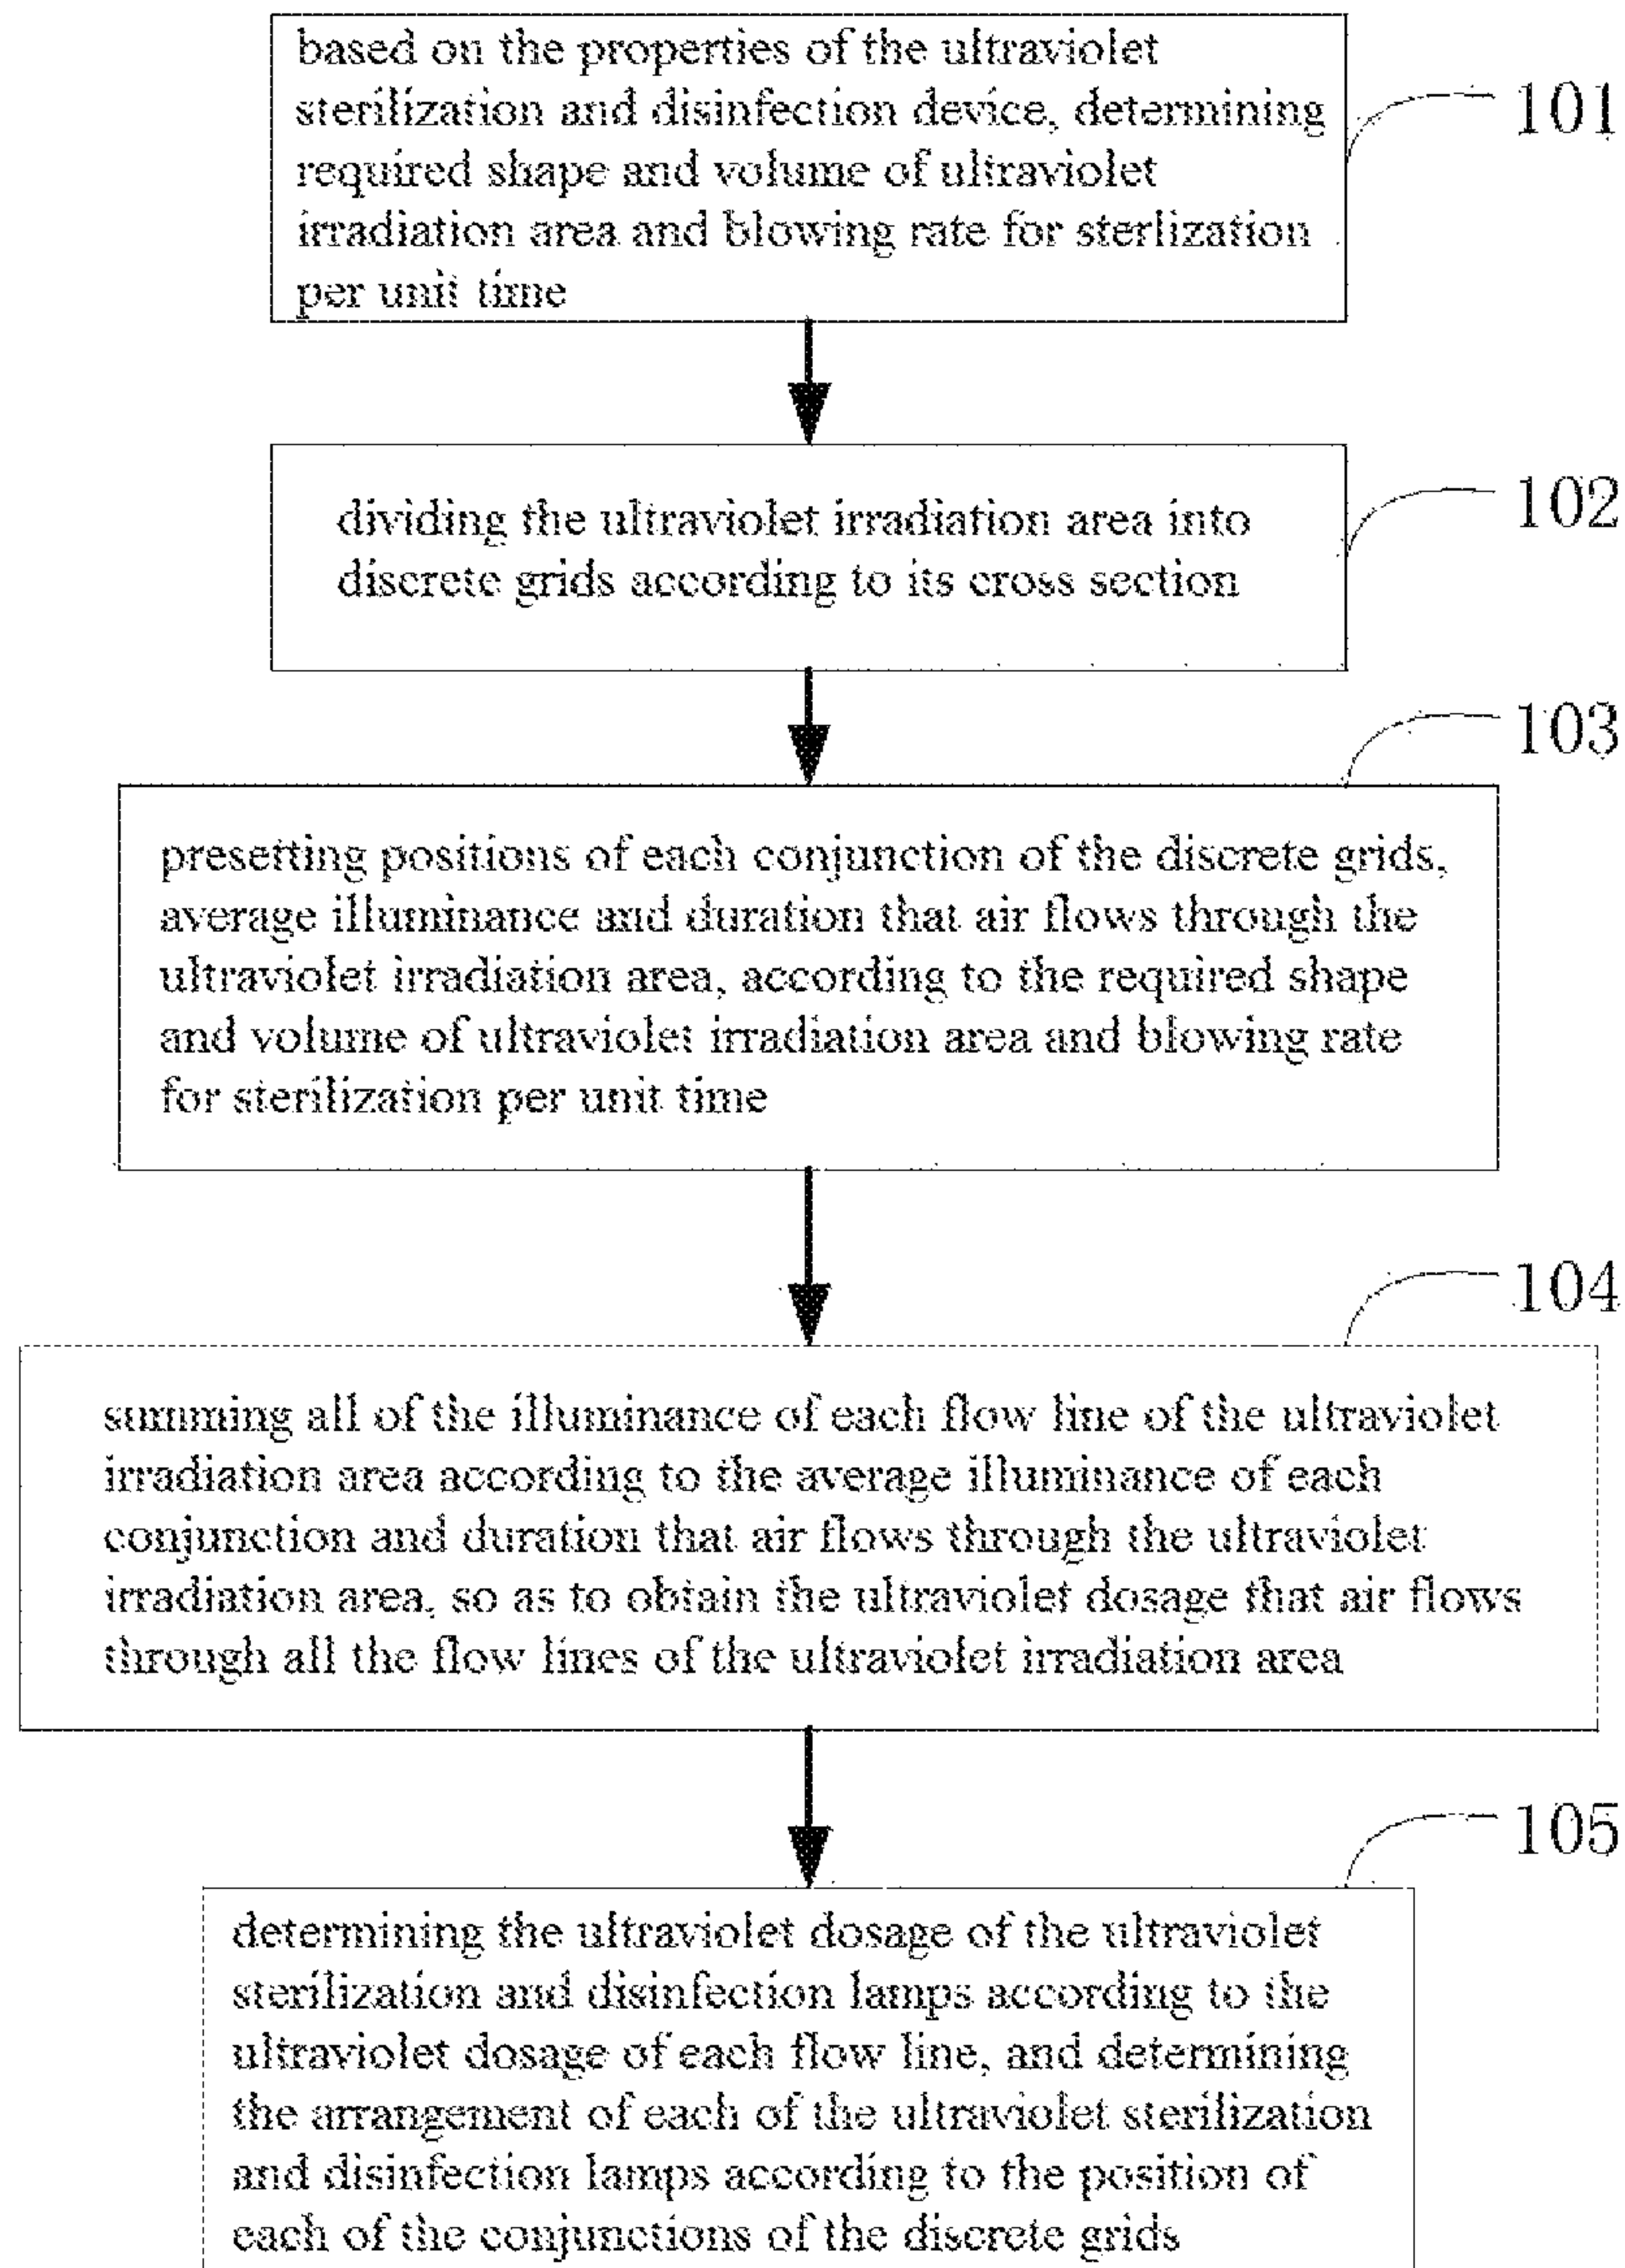 based on the properties of the ultraviolet
sterilization and disinfection device, determining
required shape and volume of ultraviolet
irradiation area and blowing rate for sterlization
per unit time
101
dividing the ultraviolet irradiation area into
discrete grids according to its cross section
102
103
presetting positions of each conjunction of the discrete grids,
average illuminance and duration that air flows through the
ultraviolet irradiation area, according to the required shape
and volume of ultraviolet irradiation area and blowing rate
for sterilization per unit time
104
summing all of the illuminance of each flow line of the ultraviolet
irradiation area according to the average illuminance of each
conjunction and duration that air flows through the ultraviolet
irradiation area, so as to obtain the ultraviolet dosage that air flows
through all the flow lines of the ultraviolet irradiation area
105
determining the ultraviolet dosage of the ultraviolet
sterilization and disinfection lamps according to the
ultraviolet dosage of each flow line, and determining
the arrangement of each of the ultraviolet sterilization
and disinfection lamps according to the position of
each of the conjunctions of the discrete grids